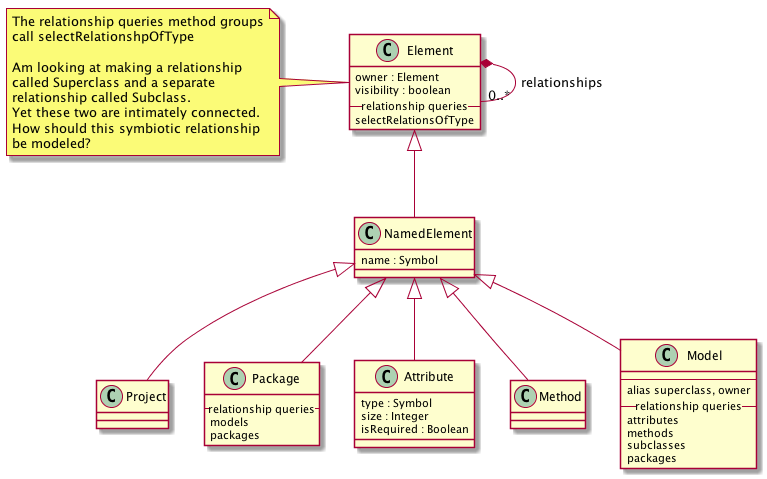 The relationship queries method groups
call selectRelationshpOfType
Am looking at making a relationship
called Superclass and a separate
relationship called Subclass.
Yet these two are intimately connected.
How should this symbiotic relationship
be modeled?
C Element
owner : Element
visibility : boolean
relationship queries
selectRelationsOfType
relationships
0..*
C NamedElement
name : Symbol
C Project
C Package
relationship queries
models
packages
C Attribute
type : Symbol
size : Integer
isRequired : Boolean
C Method
C Model
alias superclass, owner
relationship queries
attributes
methods
subclasses
packages